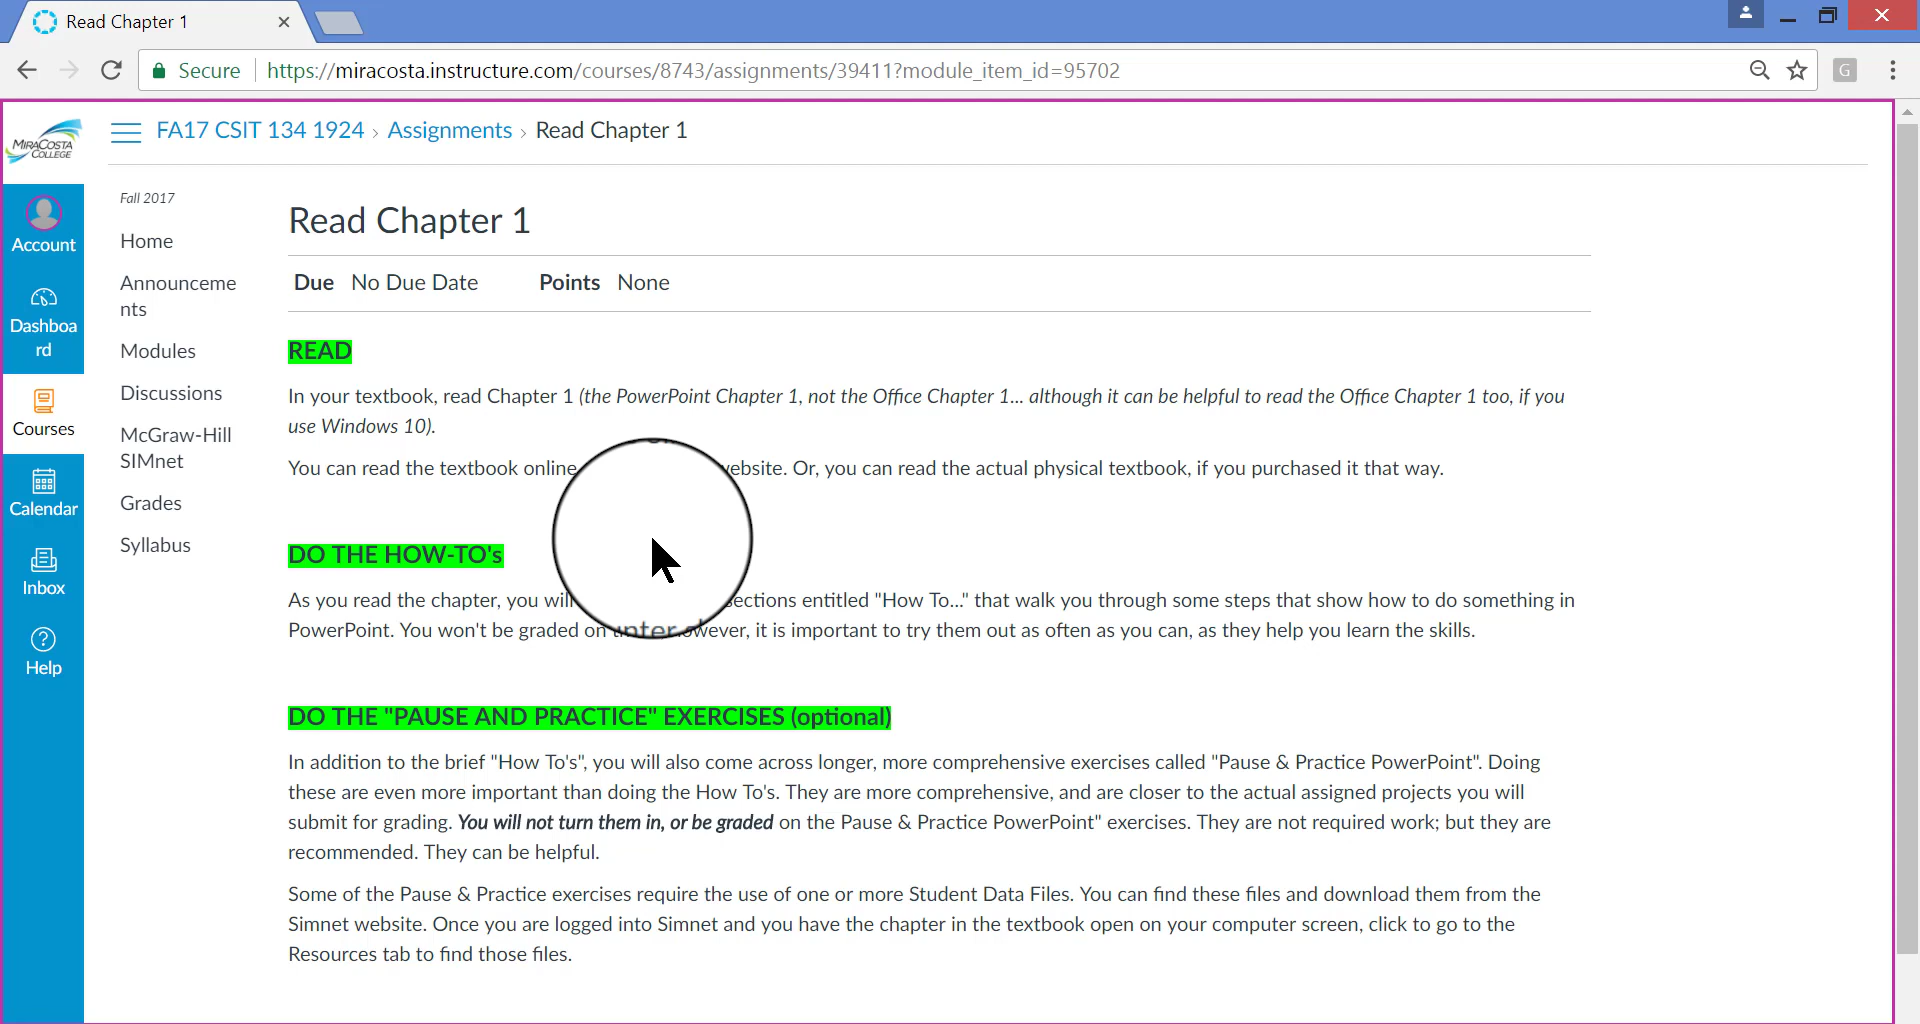 Read Chapter 1
Secure https://miracosta.instructure.com/courses/8743/assignments/39411?module_item_id=95702
G
MIRACOSTA
COLLEGE
FA17 CSIT 134 1924 › Assignments › Read Chapter 1
Account
Dashboa
rd
Courses
Calendar
Inbox
Help
Fall 2017
Home
Announceme
nts
Modules
Discussions
McGraw-Hill
SIMnet
Grades
Syllabus
Read Chapter 1
Due No Due Date Points None
READ
In your textbook, read Chapter 1 (the PowerPoint Chapter 1, not the Office Chapter 1... although it can be helpful to read the Office Chapter 1 too, if you
use Windows 10).
You can read the textbook online ebsite. Or, you can read the actual physical textbook, if you purchased it that way.
DO THE HOW-TO's
As you read the chapter, you will ections entitled "How To..." that walk you through some steps that show how to do something in
PowerPoint. You won't be graded on wever, it is important to try them out as often as you can, as they help you learn the skills.
DO THE "PAUSE AND PRACTICE" EXERCISES (optional)
In addition to the brief "How To's", you will also come across longer, more comprehensive exercises called "Pause & Practice PowerPoint". Doing
these are even more important than doing the How To's. They are more comprehensive, and are closer to the actual assigned projects you will
submit for grading. You will not turn them in, or be graded on the Pause & Practice PowerPoint" exercises. They are not required work; but they are
recommended. They can be helpful.
Some of the Pause & Practice exercises require the use of one or more Student Data Files. You can find these files and download them from the
Simnet website. Once you are logged into Simnet and you have the chapter in the textbook open on your computer screen, click to go to the
Resources tab to find those files.